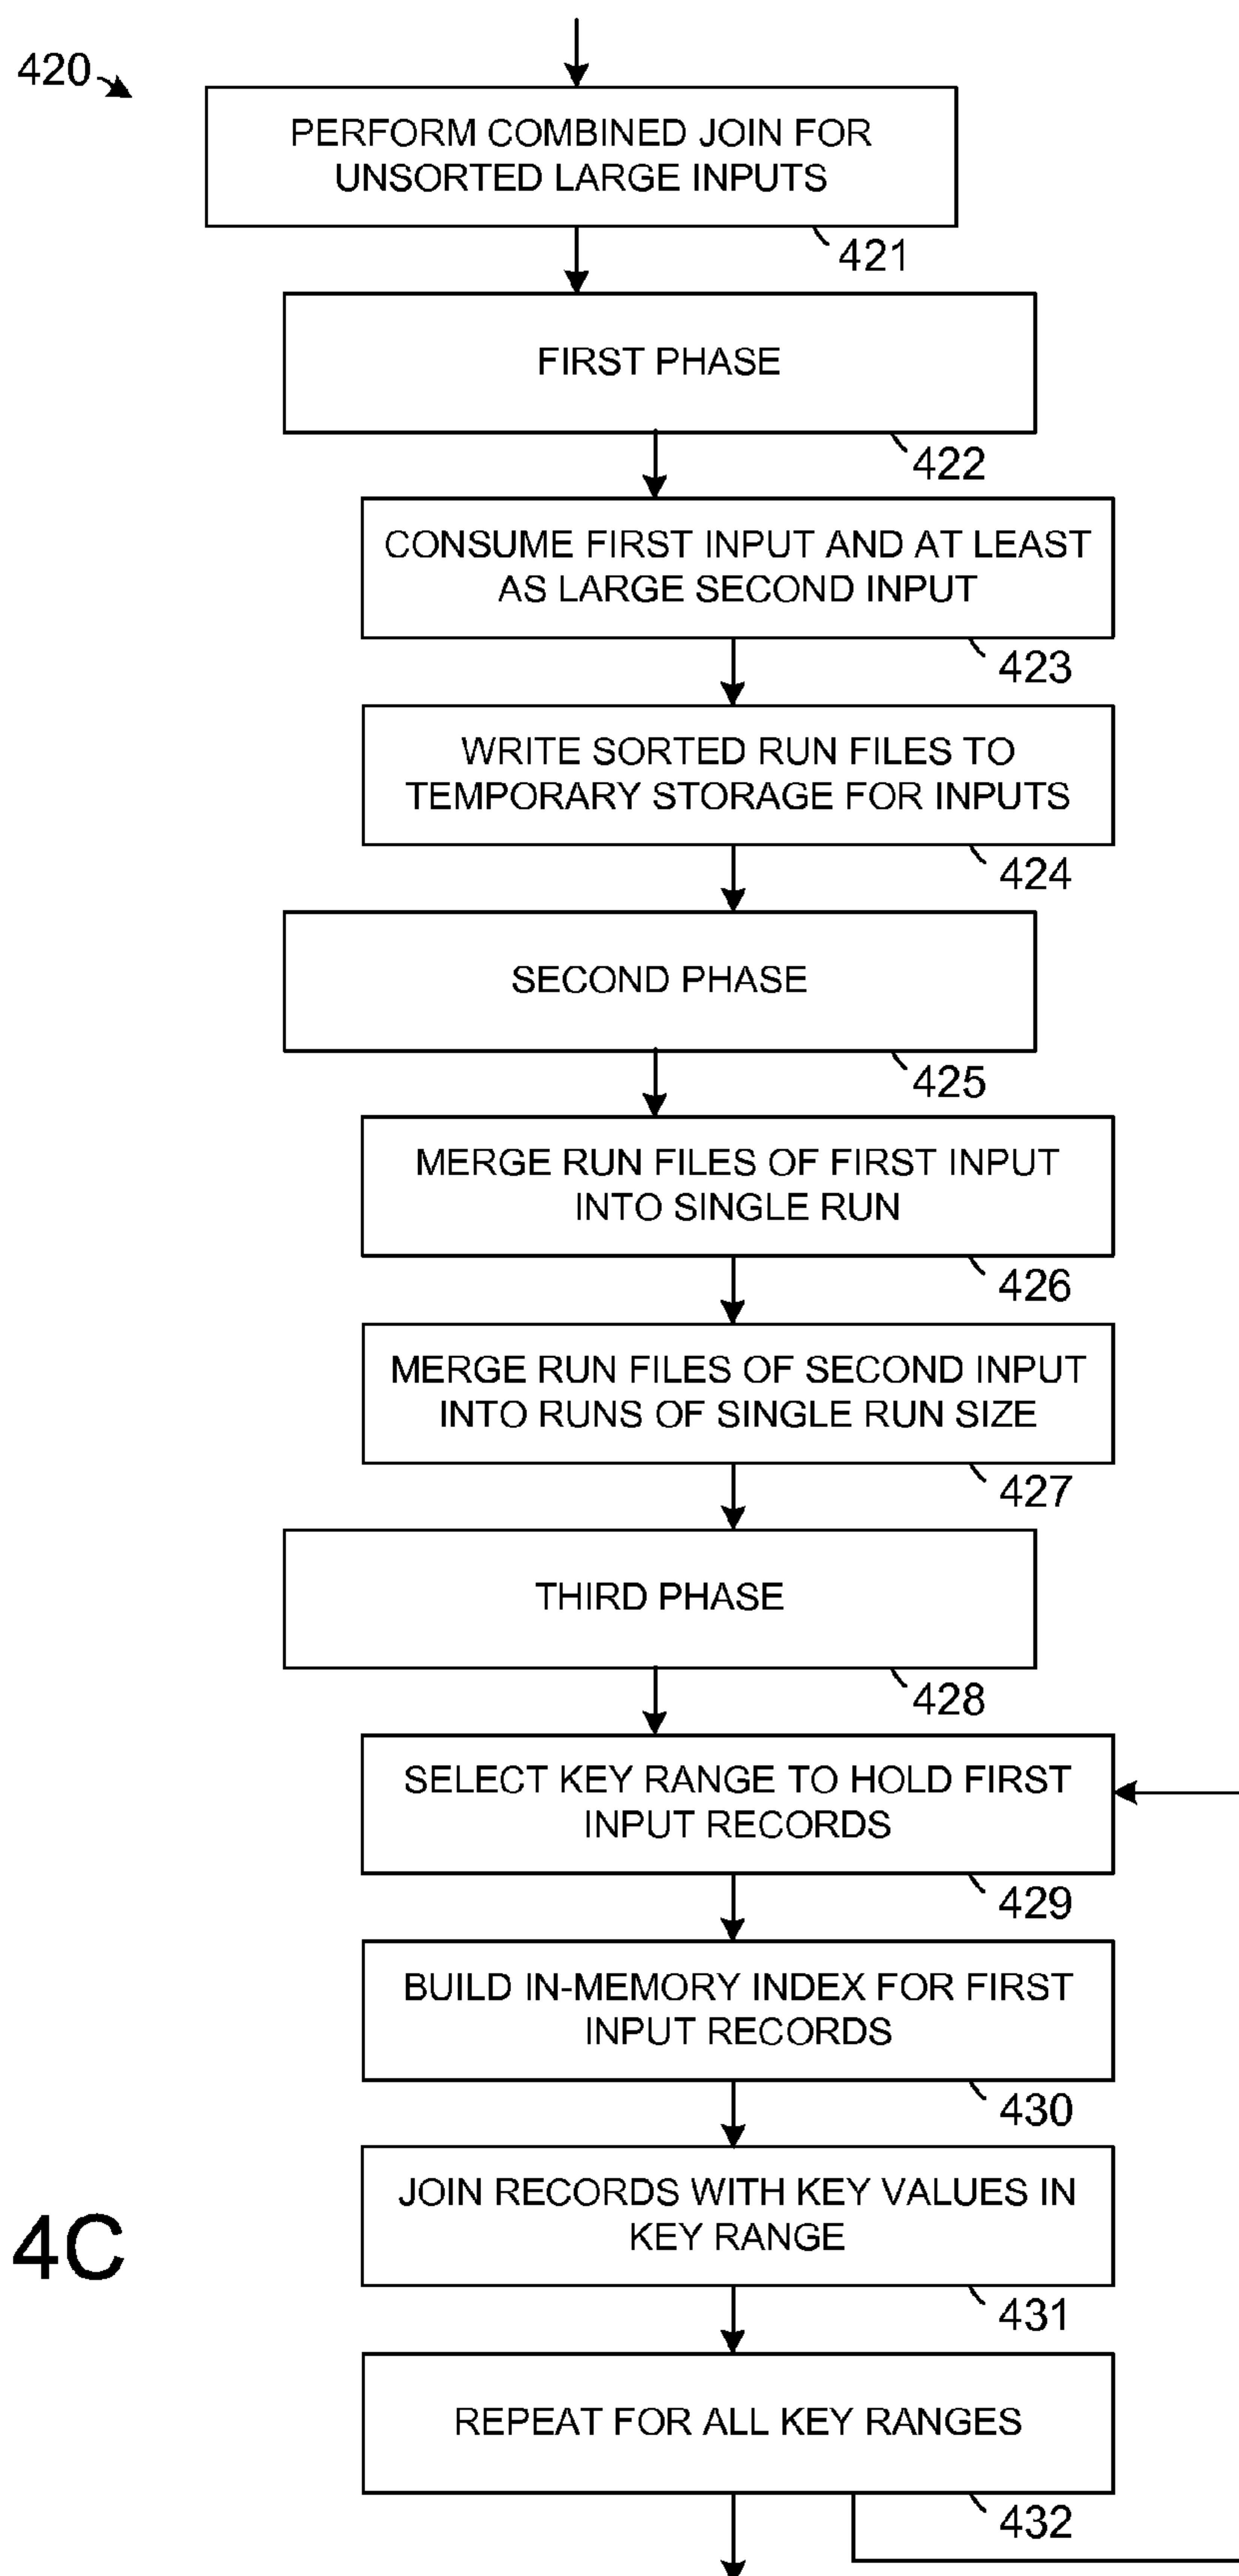 420
PERFORM COMBINED JOIN FOR
UNSORTED LARGE INPUTS
421
FIRST PHASE
422
CONSUME FIRST INPUT AND AT LEAST
AS LARGE SECOND INPUT
423
WRITE SORTED RUN FILES TO
TEMPORARY STORAGE FOR INPUTS
424
SECOND PHASE
425
MERGE RUN FILES OF FIRST INPUT
INTO SINGLE RUN
426
MERGE RUN FILES OF SECOND INPUT
INTO RUNS OF SINGLE RUN SIZE
427
THIRD PHASE
428
SELECT KEY RANGE TO HOLD FIRST
INPUT RECORDS
429
BUILD IN-MEMORY INDEX FOR FIRST
INPUT RECORDS
430
JOIN RECORDS WITH KEY VALUES IN
KEY RANGE
431
4C
REPEAT FOR ALL KEY RANGES
432